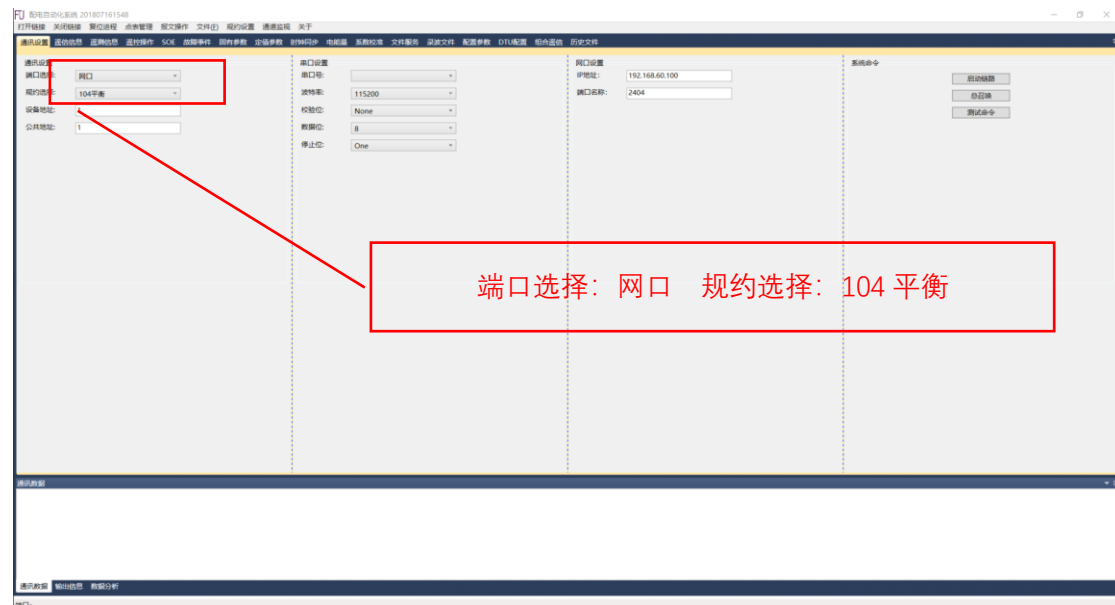 FU 配电自动化系统 201807161548
打开链接 关闭链接 复位进程 点表管理 报文操作 文件(F) 规约设置 通道监视 关于
通讯设置 遥信信息 遥测信息 遥控操作 SOE 故障事件 固有参数 定值参数 时钟同步 电能量 系数校准 文件服务 录波文件 配置参数 DTU配置 组合遥信 历史文件
通讯设置 串口设置 网口设置 系统命令
端口选择: 网口 串口号: IP地址: 192.168.60.100 启动链路
规约选择: 104平衡 波特率: 115200 端口名称: 2404 总召唤
设备地址: 校验位: None 测试命令
公共地址: 1 数据位: 8
停止位: One
端口选择：网口 规约选择：104 平衡
通讯数据
通讯数据 输出信息 数据分析